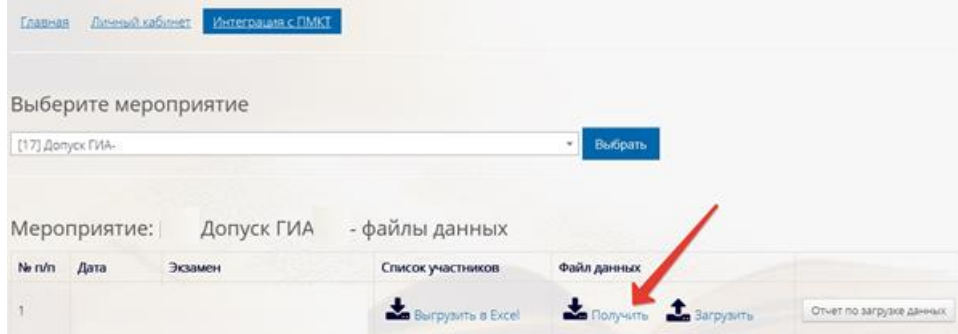 Главная Личный кабинет Интеграция с ПМКТ
Выберите мероприятие
[17] Допуск ГИА- Выбрать
Мероприятие: Допуск ГИА - файлы данных
№ п/п Дата Экзамен Список участников Файл данных
1 Выгрузить в Excel Получить Загрузить Отчет по загрузке данных